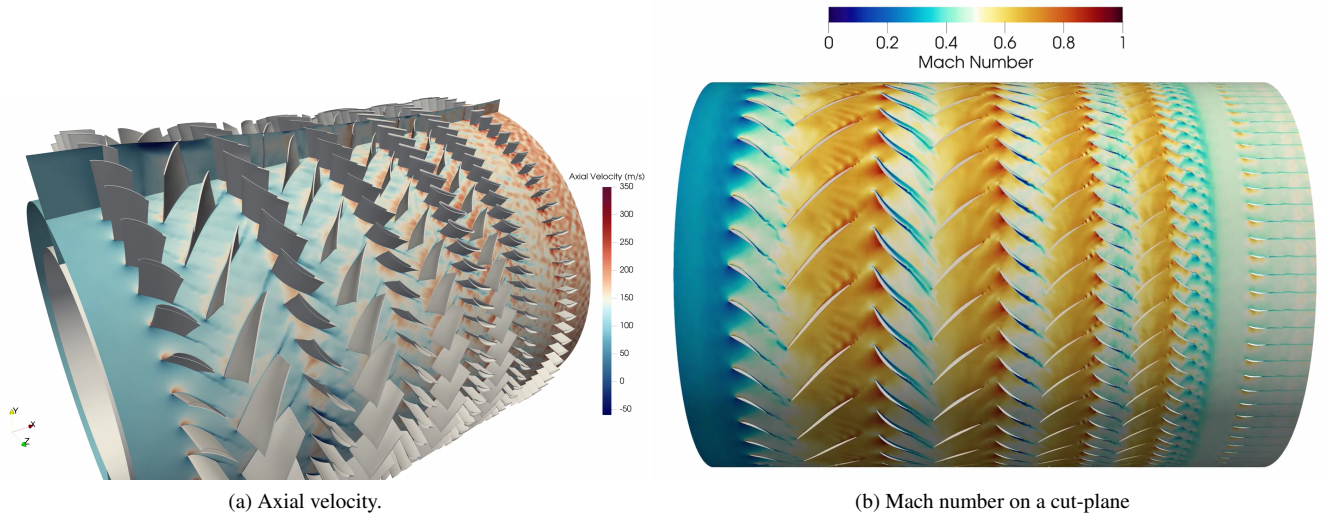 0 0.2 0.4 0.6 0.8 1
Mach Number
Axial Velocity (m/s)
350
300
250
200
150
100
50
0
-50
Y
X
Z
(a) Axial velocity.
(b) Mach number on a cut-plane